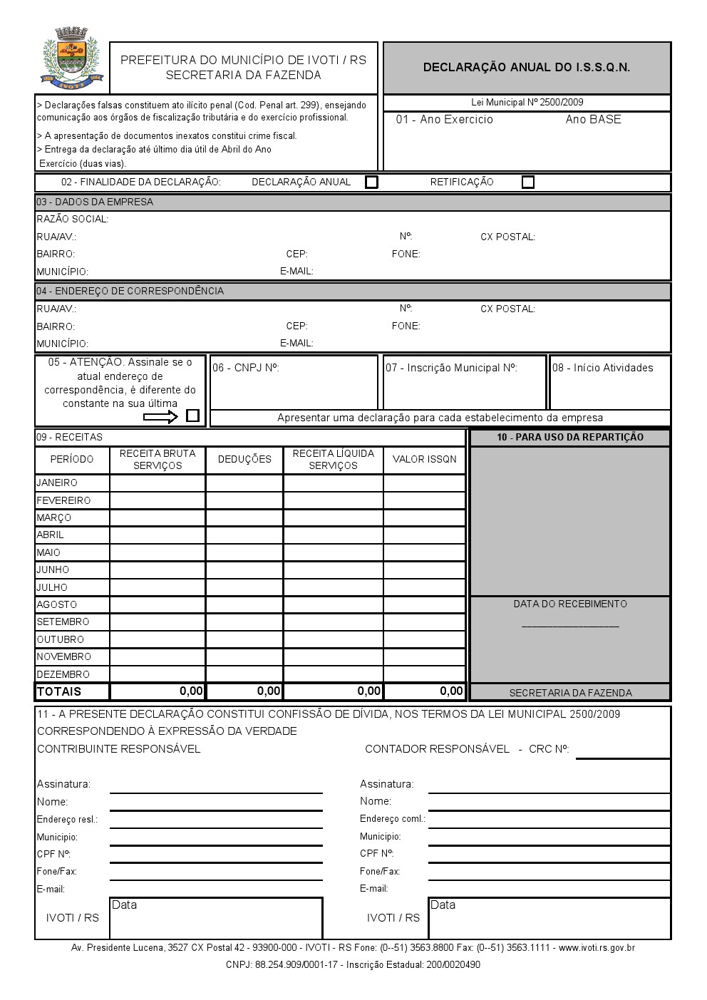 IVOTI
PREFEITURA DO MUNICÍPIO DE IVOTI / RS
SECRETARIA DA FAZENDA
DECLARAÇÃO ANUAL DO I.S.S.Q.N.
> Declarações falsas constituem ato ilícito penal (Cod. Penal art. 299), ensejando
comunicação aos órgãos de fiscalização tributária e do exercício profissional.
> A apresentação de documentos inexatos constitui crime fiscal.
> Entrega da declaração até último dia útil de Abril do Ano
Exercício (duas vias).
Lei Municipal Nº 2500/2009
01 - Ano Exercicio Ano BASE
02 - FINALIDADE DA DECLARAÇÃO: DECLARAÇÃO ANUAL RETIFICAÇÃO
03 - DADOS DA EMPRESA
RAZÃO SOCIAL:
RUA/AV.: Nº: CX POSTAL:
BAIRRO: CEP: FONE:
MUNICÍPIO: E-MAIL:
04 - ENDEREÇO DE CORRESPONDÊNCIA
RUA/AV.: Nº: CX POSTAL:
BAIRRO: CEP: FONE:
MUNICÍPIO: E-MAIL:
05 - ATENÇÃO. Assinale se o
atual endereço de
correspondência, é diferente do
constante na sua última
06 - CNPJ Nº:
07 - Inscrição Municipal Nº:
08 - Início Atividades
Apresentar uma declaração para cada estabelecimento da empresa
09 - RECEITAS
10 - PARA USO DA REPARTIÇÃO
PERÍODO RECEITA BRUTA SERVIÇOS DEDUÇÕES RECEITA LÍQUIDA SERVIÇOS VALOR ISSQN
JANEIRO
FEVEREIRO
MARÇO
ABRIL
MAIO
JUNHO
JULHO
AGOSTO
SETEMBRO
OUTUBRO
NOVEMBRO
DEZEMBRO
TOTAIS 0,00 0,00 0,00 0,00
DATA DO RECEBIMENTO
___________________
SECRETARIA DA FAZENDA
11 - A PRESENTE DECLARAÇÃO CONSTITUI CONFISSÃO DE DÍVIDA, NOS TERMOS DA LEI MUNICIPAL 2500/2009
CORRESPONDENDO À EXPRESSÃO DA VERDADE
CONTRIBUINTE RESPONSÁVEL CONTADOR RESPONSÁVEL - CRC Nº:
Assinatura: Assinatura:
Nome: Nome:
Endereço resl.: Endereço coml.:
Municipio: Municipio:
CPF Nº: CPF Nº:
Fone/Fax: Fone/Fax:
E-mail: E-mail:
Data Data
IVOTI / RS IVOTI / RS
Av. Presidente Lucena, 3527 CX Postal 42 - 93900-000 - IVOTI - RS Fone: (0--51) 3563.8800 Fax: (0--51) 3563.1111 - www.ivoti.rs.gov.br
CNPJ: 88.254.909/0001-17 - Inscrição Estadual: 200/0020490